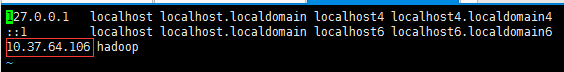 127.0.0.1 localhost localhost.localdomain localhost4 localhost4.localdomain4
::1 localhost localhost.localdomain localhost6 localhost6.localdomain6
10.37.64.106 hadoop
~